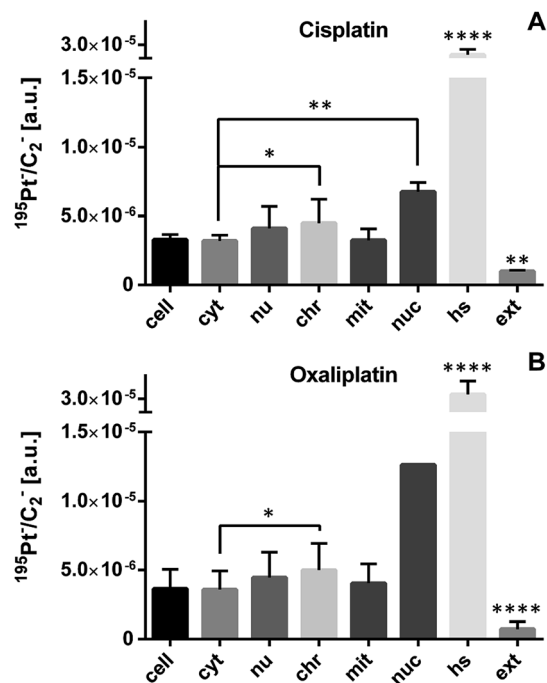 A
Cisplatin
¹⁹⁵Pt⁻/C₂⁻ [a.u.]
3.0×10⁻⁵
1.5×10⁻⁵
1.0×10⁻⁵
5.0×10⁻⁶
0
*
**
****
**
cell cyt nu chr mit nuc hs ext
B
Oxaliplatin
¹⁹⁵Pt⁻/C₂⁻ [a.u.]
3.0×10⁻⁵
1.5×10⁻⁵
1.0×10⁻⁵
5.0×10⁻⁶
0
*
****
****
cell cyt nu chr mit nuc hs ext